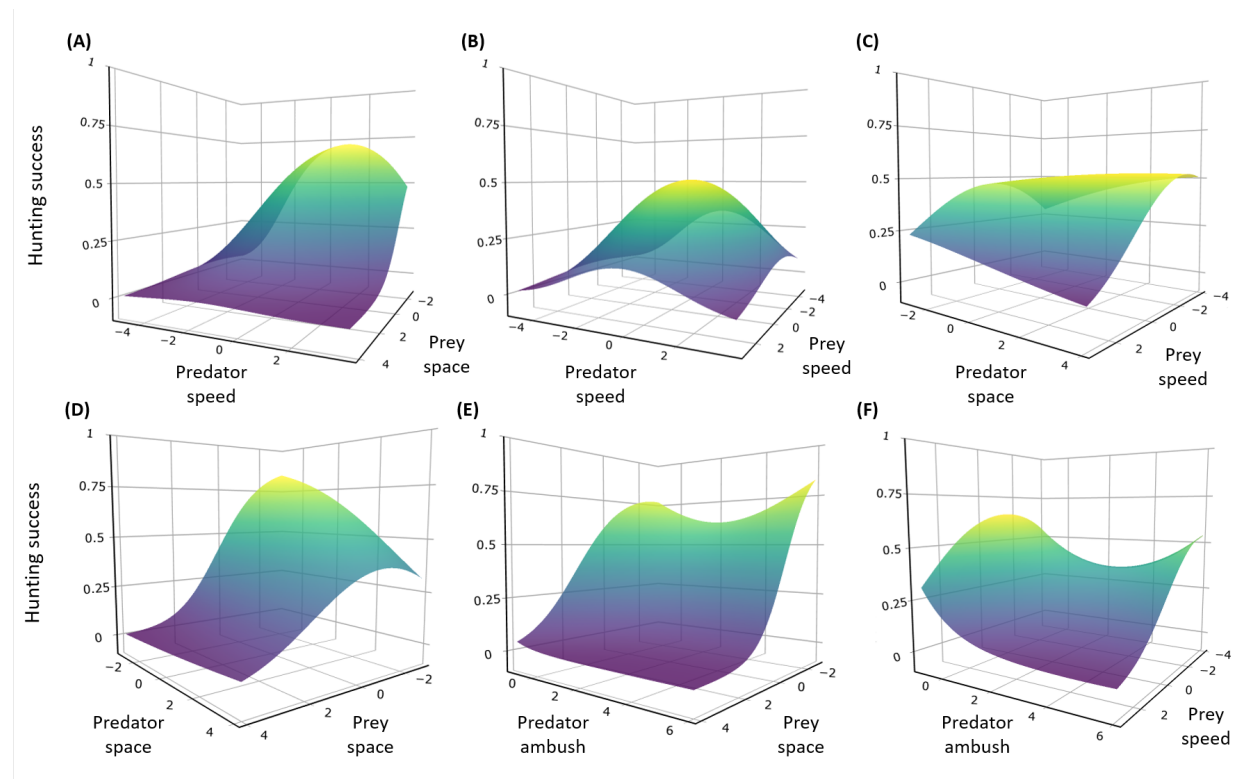 (A)
(B)
(C)
Hunting success
1
0.75
0.5
0.25
0
−4
−2
0
2
−2
0
2
4
Predator
speed
Prey
space
1
0.75
0.5
0.25
0
−4
−2
0
2
−4
−2
0
2
Predator
speed
Prey
speed
1
0.75
0.5
0.25
0
−2
0
2
4
−4
−2
0
2
Predator
space
Prey
speed
(D)
(E)
(F)
Hunting success
1
0.75
0.5
0.25
0
−2
0
2
4
−2
0
2
4
Predator
space
Prey
space
1
0.75
0.5
0.25
0
0
2
4
6
−2
0
2
4
Predator
ambush
Prey
space
1
0.75
0.5
0.25
0
0
2
4
6
−4
−2
0
2
Predator
ambush
Prey
speed